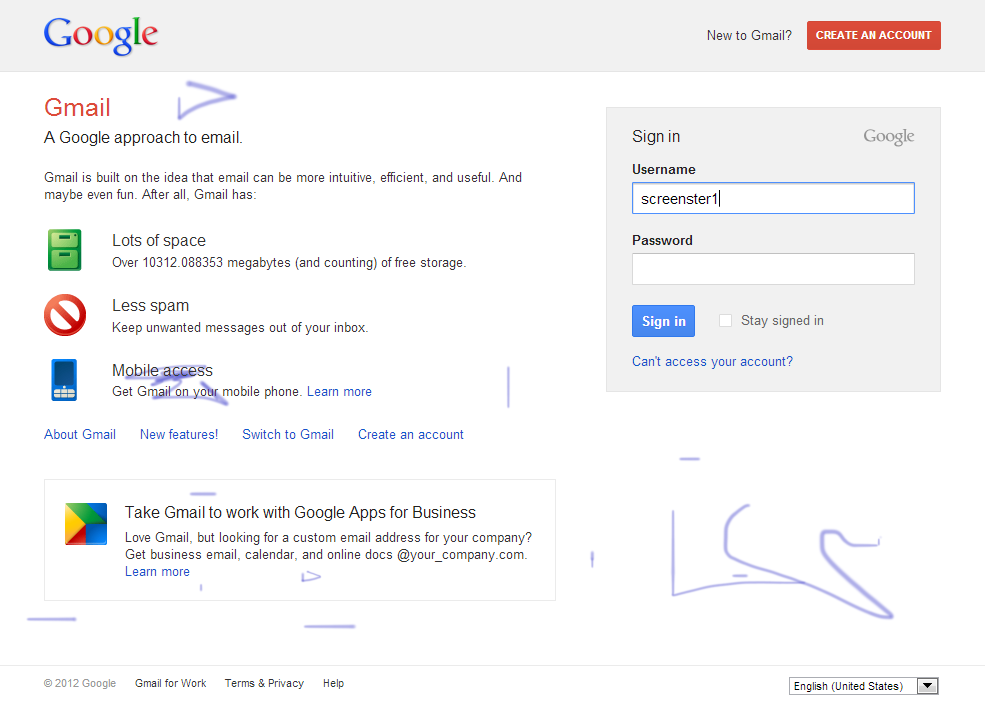 Google
New to Gmail? CREATE AN ACCOUNT
Gmail
A Google approach to email.
Gmail is built on the idea that email can be more intuitive, efficient, and useful. And
maybe even fun. After all, Gmail has:
Lots of space
Over 10312.088353 megabytes (and counting) of free storage.
Less spam
Keep unwanted messages out of your inbox.
Mobile access
Get Gmail on your mobile phone. Learn more
About Gmail New features! Switch to Gmail Create an account
Take Gmail to work with Google Apps for Business
Love Gmail, but looking for a custom email address for your company?
Get business email, calendar, and online docs @your_company.com.
Learn more
Sign in Google
Username
screenster1
Password
Sign in Stay signed in
Can't access your account?
© 2012 Google Gmail for Work Terms & Privacy Help
English (United States)